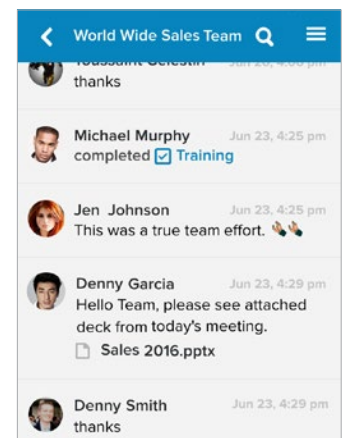 World Wide Sales Team
Toussaint Celestin
thanks
Michael Murphy Jun 23, 4:25 pm
completed Training
Jen Johnson Jun 23, 4:25 pm
This was a true team effort.
Denny Garcia Jun 23, 4:29 pm
Hello Team, please see attached
deck from today's meeting.
Sales 2016.pptx
Denny Smith Jun 23, 4:29 pm
thanks